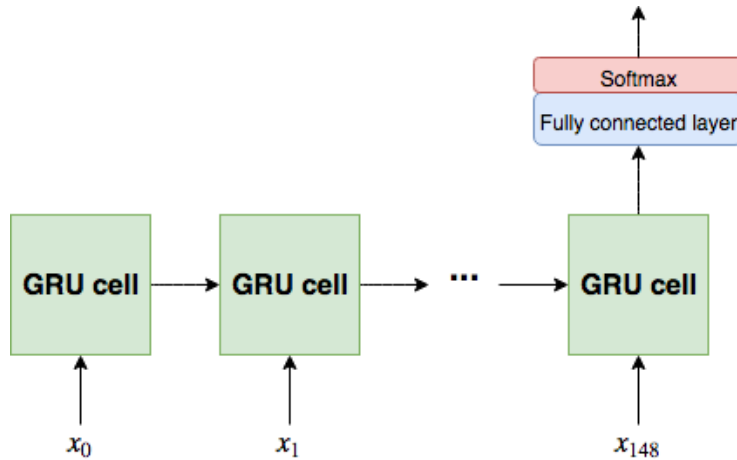 Softmax
Fully connected layer
GRU cell GRU cell ... GRU cell
x0 x1 x148